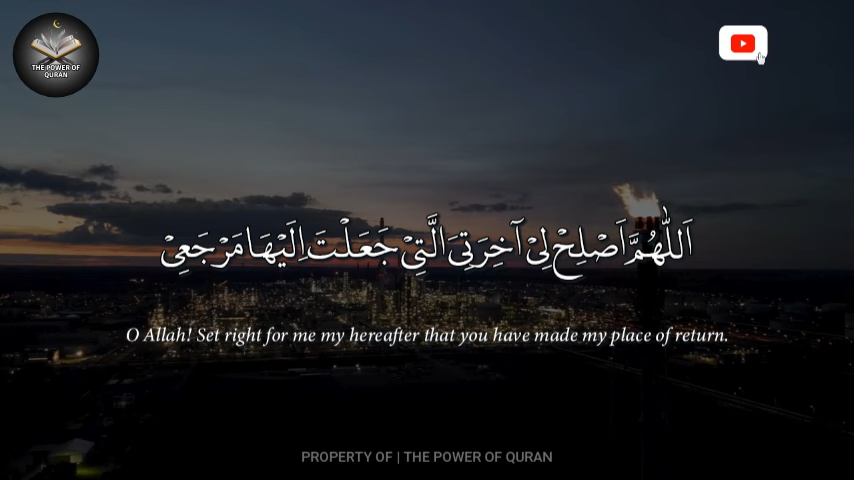 THE POWER OF
QURAN
اَللّٰهُمَّ اَصْلِحْ لِيْ آخِرَتِيَ الَّتِيْ جَعَلْتَ اِلَيْهَا مَرْجَعِيْ
O Allah! Set right for me my hereafter that you have made my place of return.
PROPERTY OF | THE POWER OF QURAN